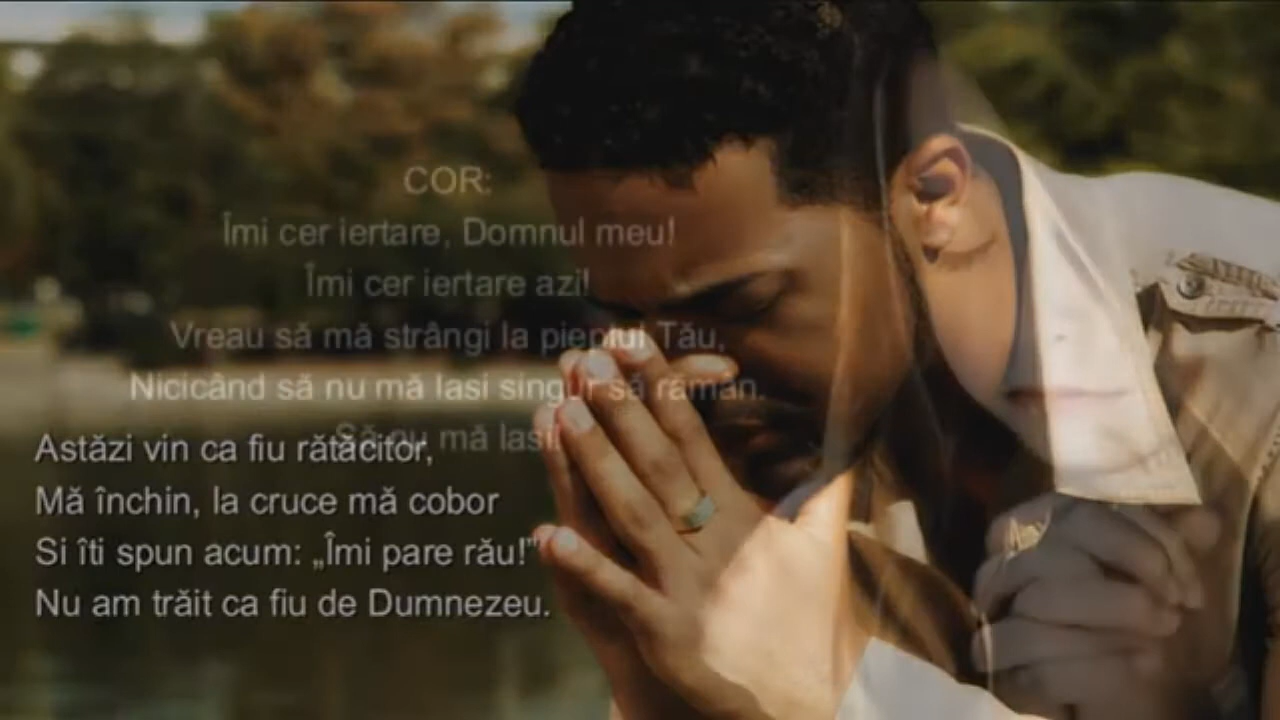 COR:
Îmi cer iertare, Domnul meu!
Îmi cer iertare azi!
Vreau să mă strângi la pieptul Tău,
Nicicând să nu mă lasi singur să rămân.
Să nu mă lasi!
Astăzi vin ca fiu rătăcitor,
Mă închin, la cruce mă cobor
Si îti spun acum: „Îmi pare rău!”
Nu am trăit ca fiu de Dumnezeu.